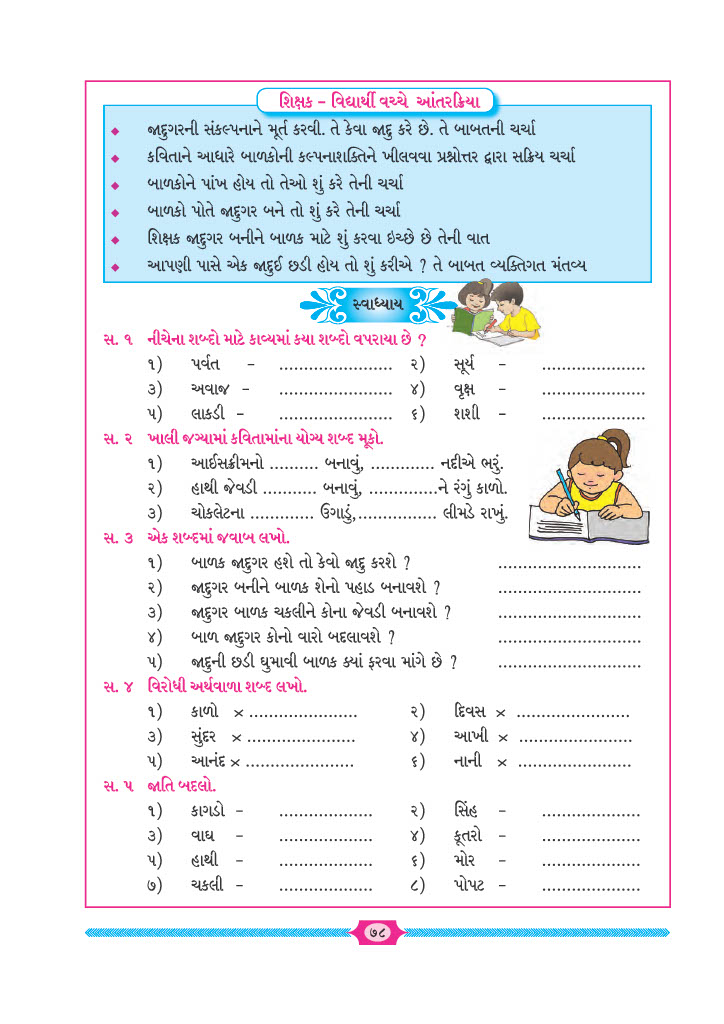 શિક્ષક – વિદ્યાર્થી વચ્ચે આંતરક્રિયા
◆ જાદુગરની સંકલ્પનાને મૂર્ત કરવી. તે કેવા જાદુ કરે છે. તે બાબતની ચર્ચા
◆ કવિતાને આધારે બાળકોની કલ્પનાશક્તિને ખીલવવા પ્રશ્નોત્તર દ્વારા સક્રિય ચર્ચા
◆ બાળકોને પાંખ હોય તો તેઓ શું કરે તેની ચર્ચા
◆ બાળકો પોતે જાદુગર બને તો શું કરે તેની ચર્ચા
◆ શિક્ષક જાદુગર બનીને બાળક માટે શું કરવા ઇચ્છે છે તેની વાત
◆ આપણી પાસે એક જાદુઈ છડી હોય તો શું કરીએ ? તે બાબત વ્યક્તિગત મંતવ્ય
સ્વાધ્યાય
સ. ૧ નીચેના શબ્દો માટે કાવ્યમાં કયા શબ્દો વપરાયા છે ?
૧) પર્વત – ....................... ૨) સૂર્ય – .....................
૩) અવાજ – ....................... ૪) વૃક્ષ – .....................
૫) લાકડી – ....................... ૬) શશી – .....................
સ. ૨ ખાલી જગ્યામાં કવિતામાંના યોગ્ય શબ્દ મૂકો.
૧) આઈસક્રીમનો .......... બનાવું, ............. નદીએ ભરું.
૨) હાથી જેવડી ........... બનાવું, ..............ને રંગું કાળો.
૩) ચોકલેટના ............. ઉગાડું,................ લીમડે રાખું.
સ. ૩ એક શબ્દમાં જવાબ લખો.
૧) બાળક જાદુગર હશે તો કેવો જાદુ કરશે ? .............................
૨) જાદુગર બનીને બાળક શેનો પહાડ બનાવશે ? .............................
૩) જાદુગર બાળક ચકલીને કોના જેવડી બનાવશે ? .............................
૪) બાળ જાદુગર કોનો વારો બદલાવશે ? .............................
૫) જાદુની છડી ઘુમાવી બાળક ક્યાં ફરવા માંગે છે ? .............................
સ. ૪ વિરોધી અર્થવાળા શબ્દ લખો.
૧) કાળો × ...................... ૨) દિવસ × .......................
૩) સુંદર × ...................... ૪) આખી × .......................
૫) આનંદ × ...................... ૬) નાની × .......................
સ. ૫ જાતિ બદલો.
૧) કાગડો – ................... ૨) સિંહ – ....................
૩) વાઘ – ................... ૪) કૂતરો – ....................
૫) હાથી – ................... ૬) મોર – ....................
૭) ચકલી – ................... ૮) પોપટ – ....................
૭૮